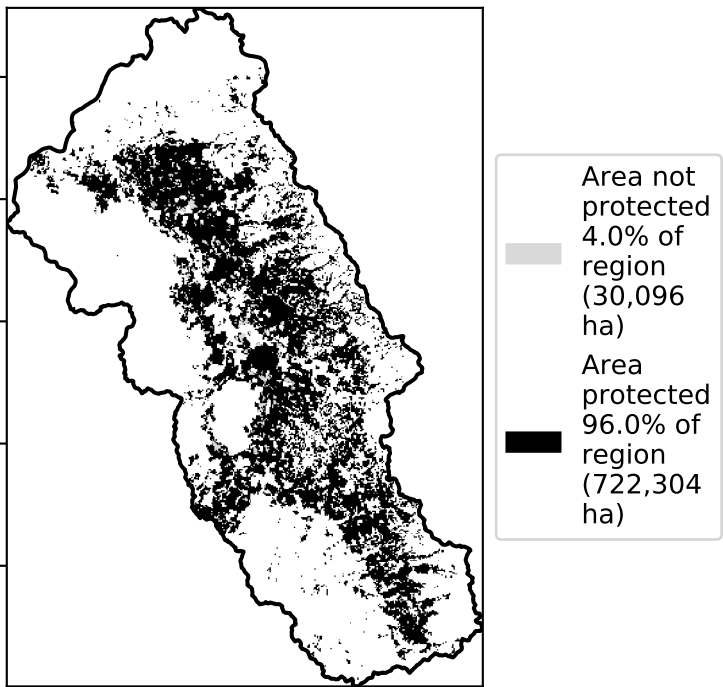 Area not
protected
4.0% of
region
(30,096
ha)
Area
protected
96.0% of
region
(722,304
ha)